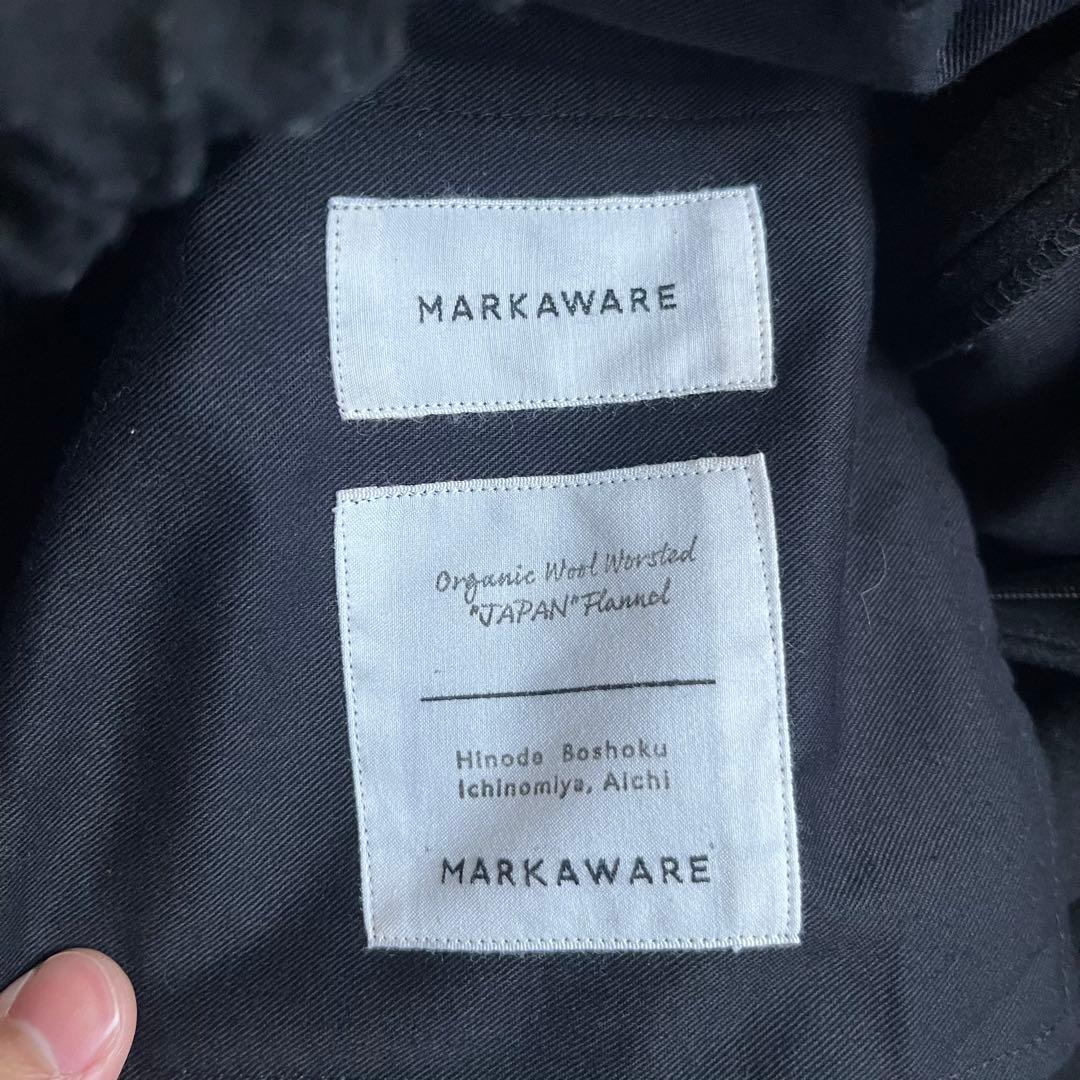 MARKAWARE
Organic Wool Worsted
"JAPAN" Flannel
Hinode Boshoku
Ichinomiya, Aichi
MARKAWARE